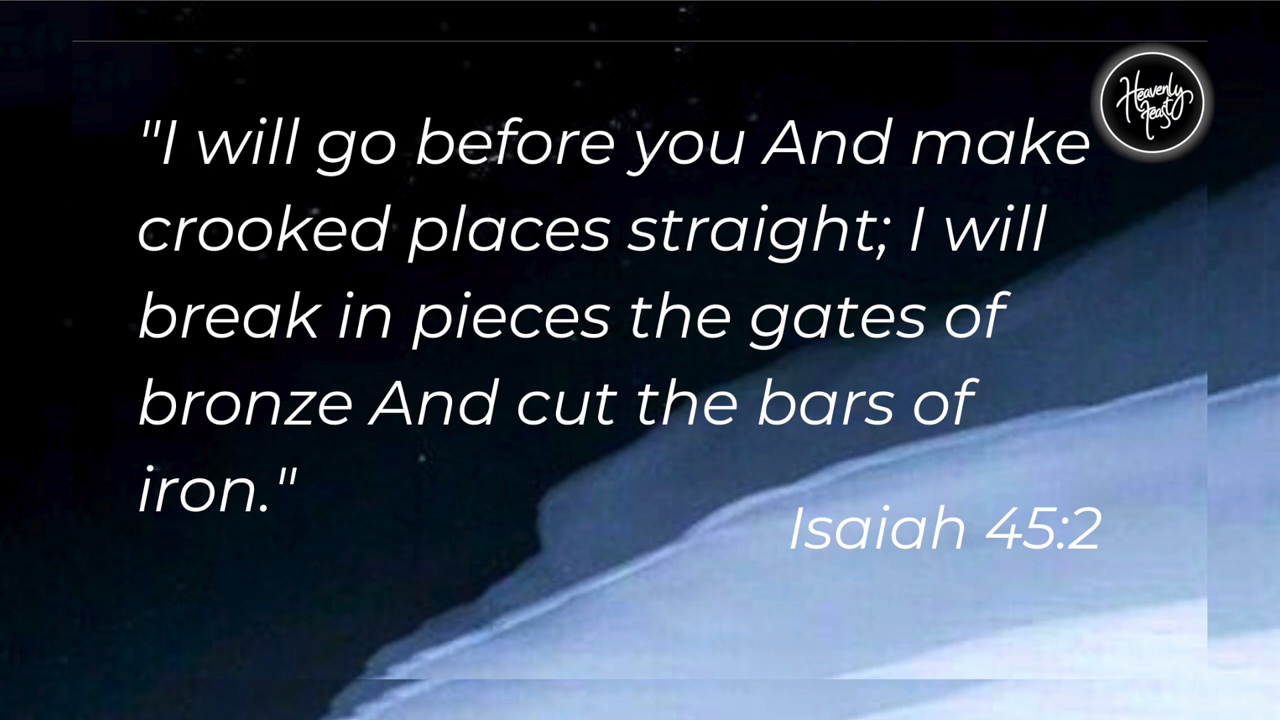 Heavenly
feast
"I will go before you And make
crooked places straight; I will
break in pieces the gates of
bronze And cut the bars of
iron."
Isaiah 45:2